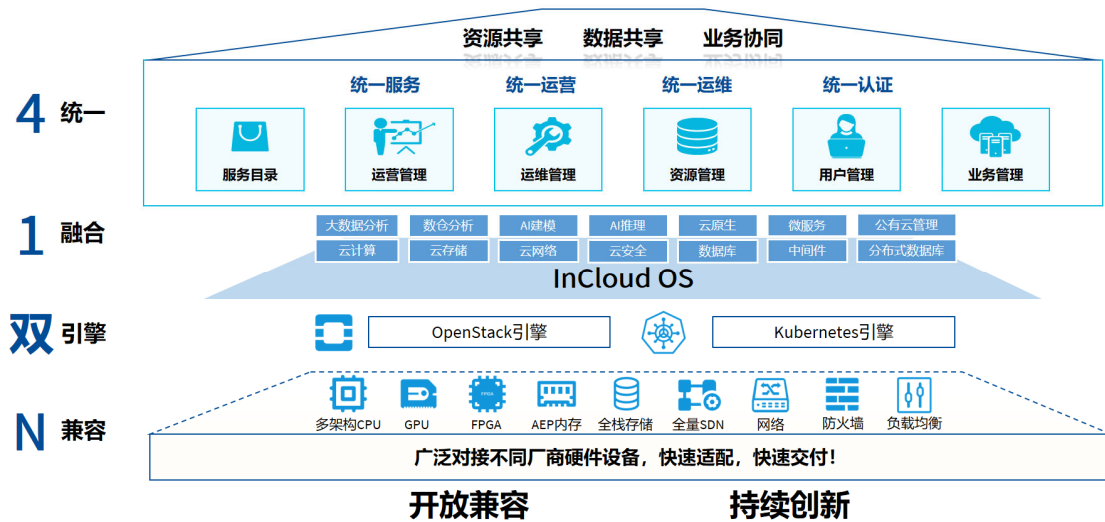 资源共享 数据共享 业务协同
统一服务 统一运营 统一运维 统一认证
4 统一
服务目录 运营管理 运维管理 资源管理 用户管理 业务管理
1 融合
大数据分析 数仓分析 AI建模 AI推理 云原生 微服务 公有云管理
云计算 云存储 云网络 云安全 数据库 中间件 分布式数据库
InCloud OS
双 引擎
OpenStack引擎 Kubernetes引擎
FPGA
N 兼容
多架构CPU GPU FPGA AEP内存 全栈存储 全量SDN 网络 防火墙 负载均衡
广泛对接不同厂商硬件设备，快速适配，快速交付！
开放兼容 持续创新